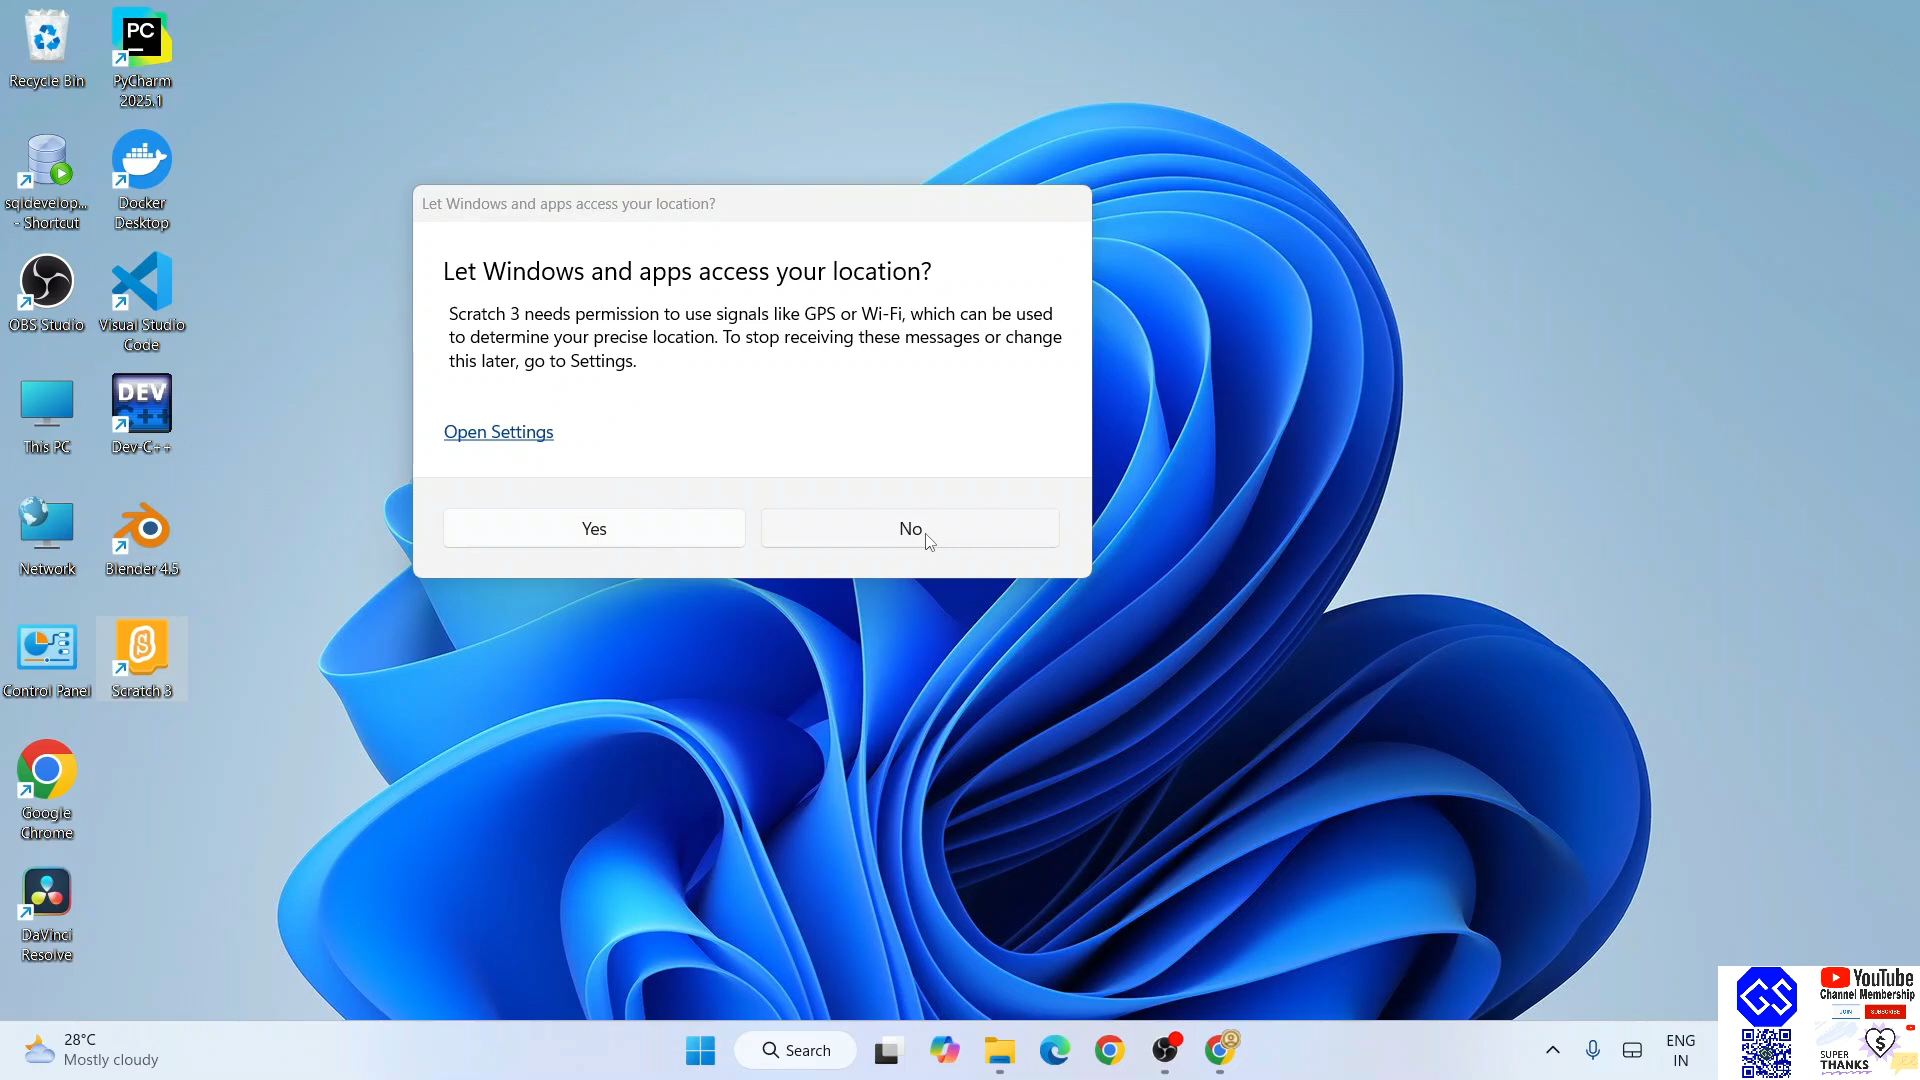 Recycle Bin
PC
PyCharm
2025.1
sqldevelop...
- Shortcut
Docker
Desktop
OBS Studio
Visual Studio
Code
This PC
DEV
C++
Dev-C++
Network
Blender 4.5
Control Panel
S
Scratch 3
Google
Chrome
DaVinci
Resolve
Let Windows and apps access your location?
Let Windows and apps access your location?
Scratch 3 needs permission to use signals like GPS or Wi-Fi, which can be used
to determine your precise location. To stop receiving these messages or change
this later, go to Settings.
Open Settings
Yes
No
28°C
Mostly cloudy
Search
ENG
IN
GS
YouTube
Channel Membership
JOIN
SUBSCRIBE
SUPER
THANKS
$